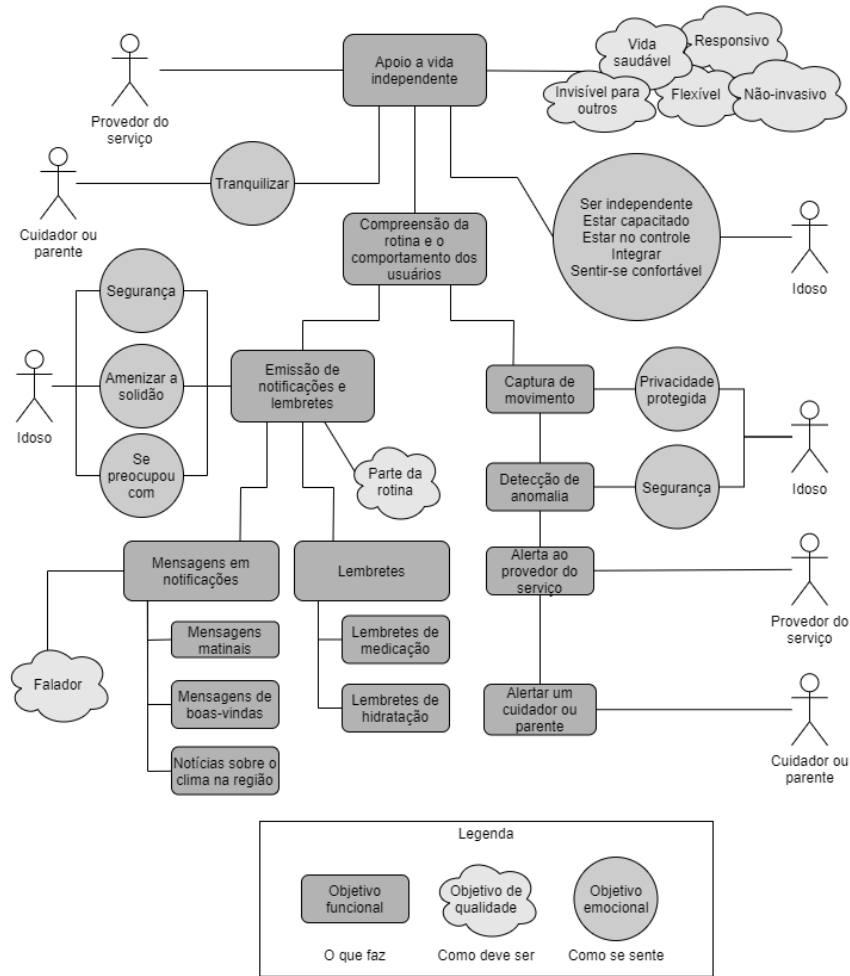 Apoio a vida
independente
Vida
saudável
Responsivo
Invisível para
outros
Flexível
Não-invasivo
Provedor do
serviço
Tranquilizar
Cuidador ou
parente
Compreensão da
rotina e o
comportamento dos
usuários
Ser independente
Estar capacitado
Estar no controle
Integrar
Sentir-se confortável
Idoso
Segurança
Amenizar a
solidão
Se
preocupou
com
Idoso
Emissão de
notificações e
lembretes
Parte da
rotina
Captura de
movimento
Privacidade
protegida
Detecção de
anomalia
Segurança
Idoso
Mensagens em
notificações
Lembretes
Alerta ao
provedor do
serviço
Provedor do
serviço
Falador
Mensagens
matinais
Lembretes de
medicação
Mensagens de
boas-vindas
Lembretes de
hidratação
Alertar um
cuidador ou
parente
Cuidador ou
parente
Notícias sobre o
clima na região
Legenda
Objetivo
funcional
Objetivo de
qualidade
Objetivo
emocional
O que faz
Como deve ser
Como se sente